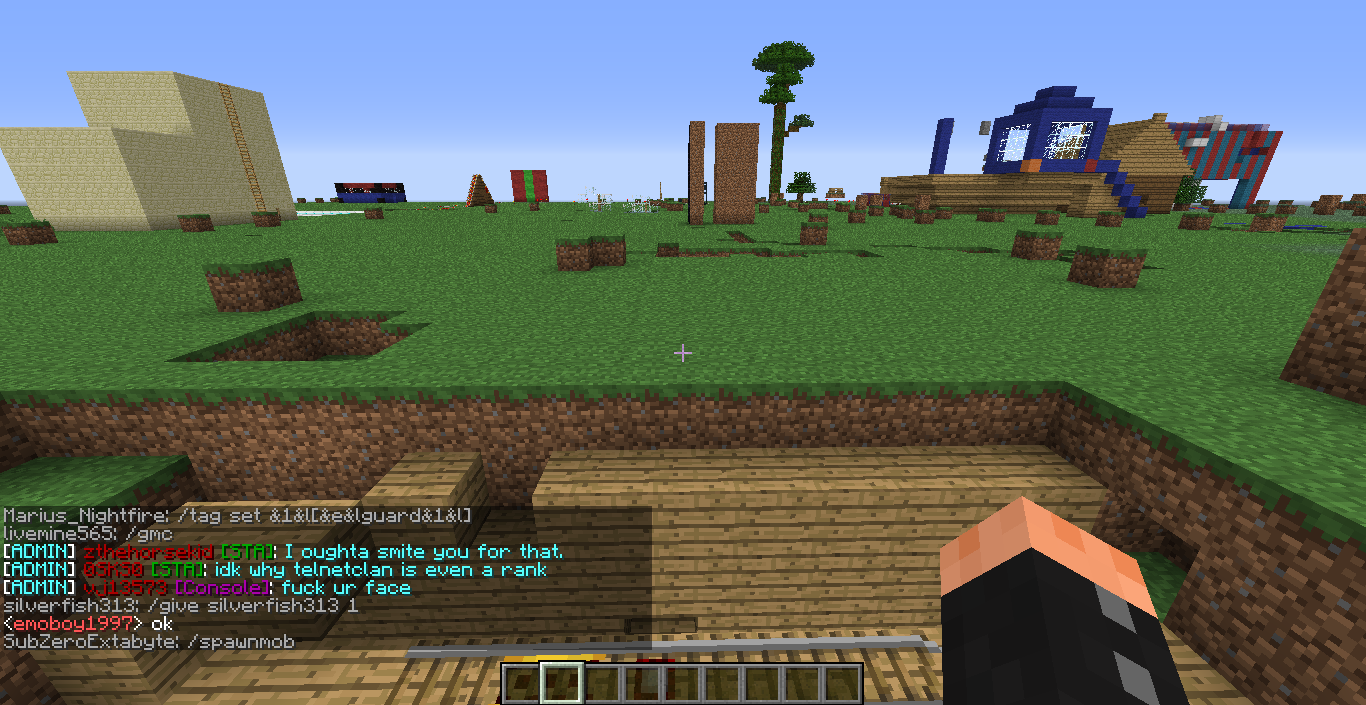 Marius_Nightfire: /tag set &1&l[&e&lguard&1&l]
livemine565: /gmc
[ADMIN] zthehorsekid [STA]: I oughta smite you for that.
[ADMIN] 05K50 [STA]: idk why telnetclan is even a rank
[ADMIN] vj13573 [Console]: fuck ur face
silverfish313: /give silverfish313 1
<emoboy1997> ok
SubZeroExtabyte: /spawnmob